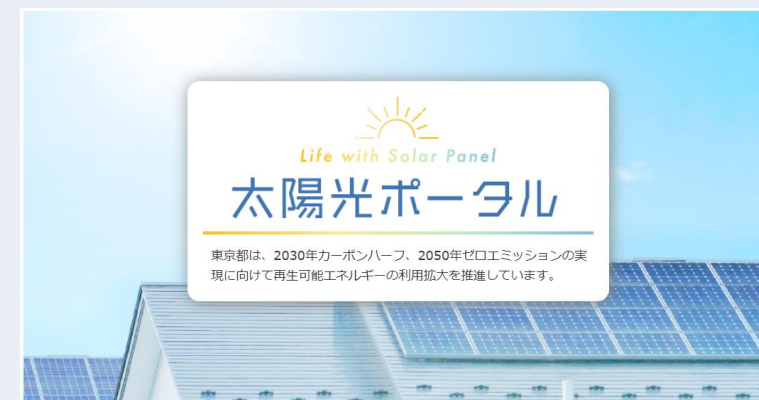 Life with Solar Panel
太陽光ポータル
東京都は、2030年カーボンハーフ、2050年ゼロエミッションの実
現に向けて再生可能エネルギーの利用拡大を推進しています。